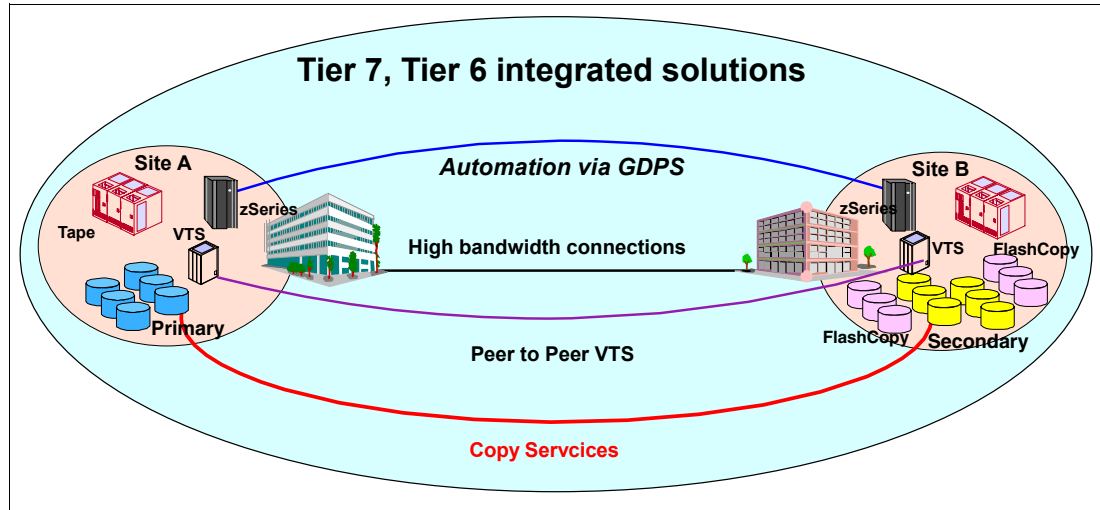 Tier 7, Tier 6 integrated solutions
Site A
Automation via GDPS
Site B
zSeries
zSeries
Tape
VTS
High bandwidth connections
VTS
FlashCopy
Primary
Peer to Peer VTS
FlashCopy
Secondary
Copy Servcices